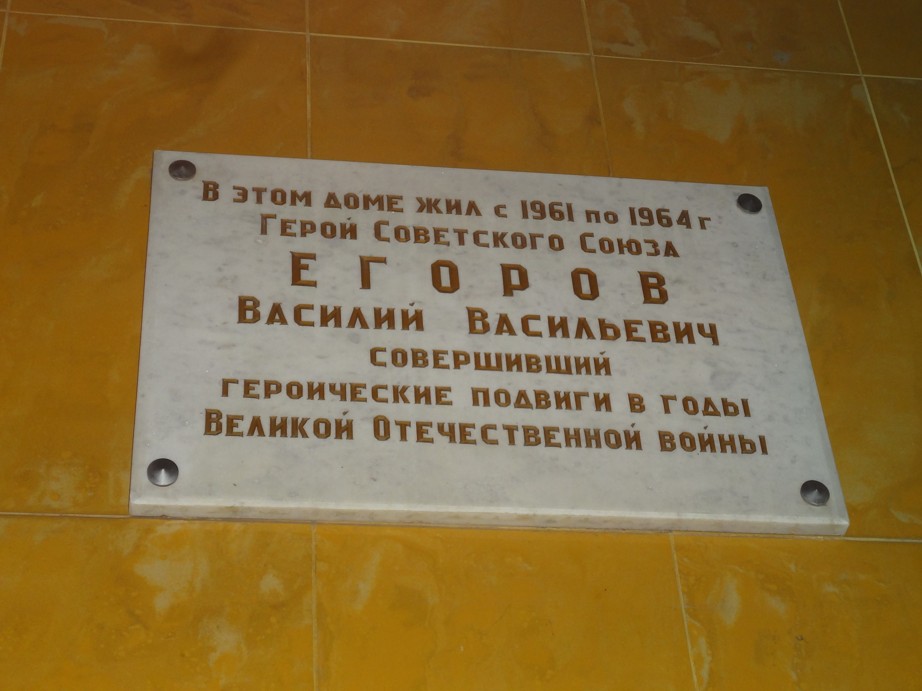 В ЭТОМ ДОМЕ ЖИЛ С 1961 ПО 1964 Г
ГЕРОЙ СОВЕТСКОГО СОЮЗА
ЕГОРОВ
ВАСИЛИЙ ВАСИЛЬЕВИЧ
СОВЕРШИВШИЙ
ГЕРОИЧЕСКИЕ ПОДВИГИ В ГОДЫ
ВЕЛИКОЙ ОТЕЧЕСТВЕННОЙ ВОЙНЫ